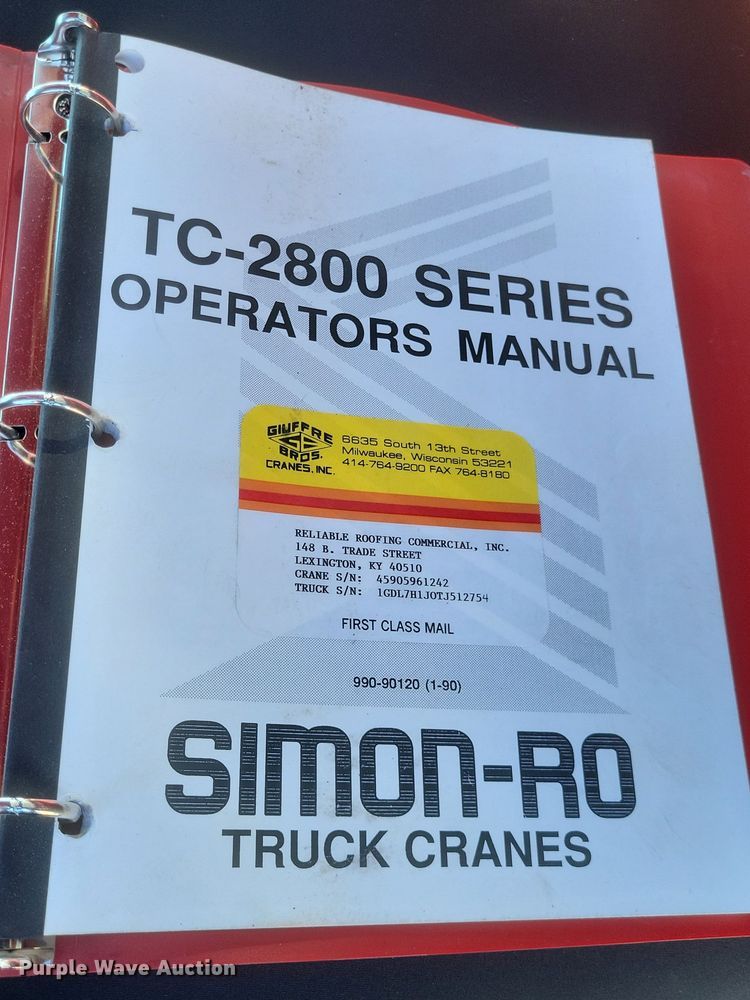 TC-2800 SERIES
OPERATORS MANUAL
GIUFFRE
BROS.
CRANES, INC.
6635 South 13th Street
Milwaukee, Wisconsin 53221
414-764-9200 FAX 764-8180
RELIABLE ROOFING COMMERCIAL, INC.
148 B. TRADE STREET
LEXINGTON, KY 40510
CRANE S/N: 45905961242
TRUCK S/N: 1GDL7H1J0TJ512754
FIRST CLASS MAIL
990-90120 (1-90)
SIMON-RO
TRUCK CRANES
Purple Wave Auction